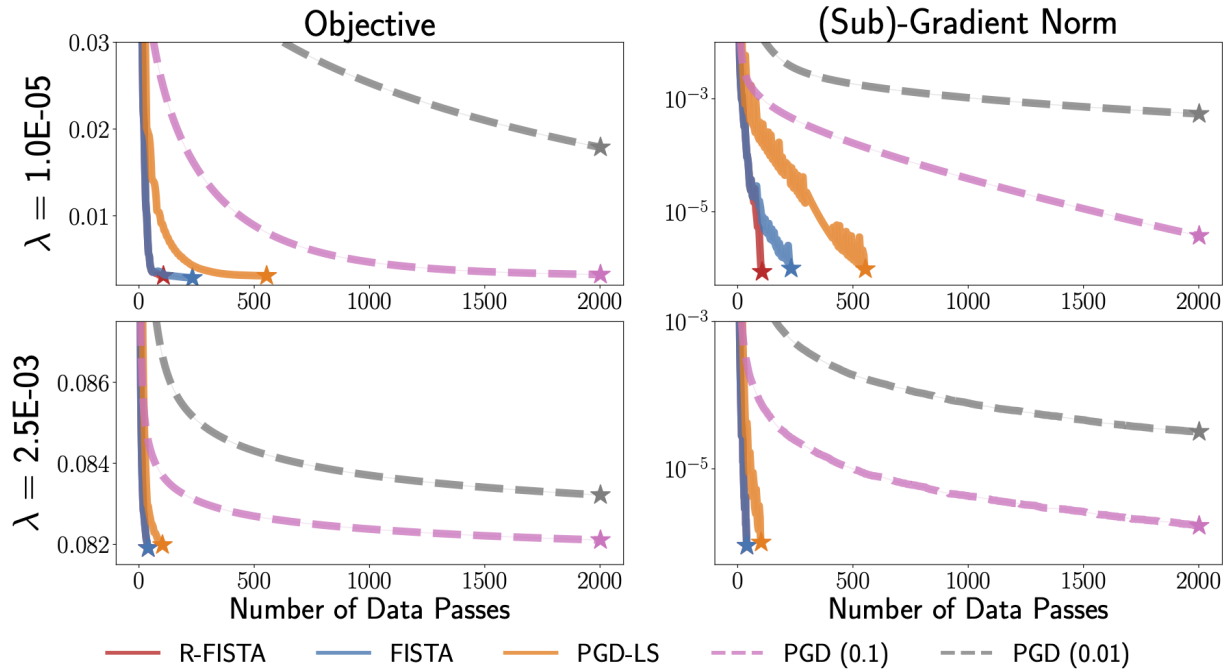 Objective
(Sub)-Gradient Norm
λ = 1.0E-05
0.03
0.02
0.01
0 500 1000 1500 2000
10⁻³
10⁻⁵
0 500 1000 1500 2000
λ = 2.5E-03
0.086
0.084
0.082
0 500 1000 1500 2000
Number of Data Passes
10⁻³
10⁻⁵
0 500 1000 1500 2000
Number of Data Passes
R-FISTA FISTA PGD-LS PGD (0.1) PGD (0.01)